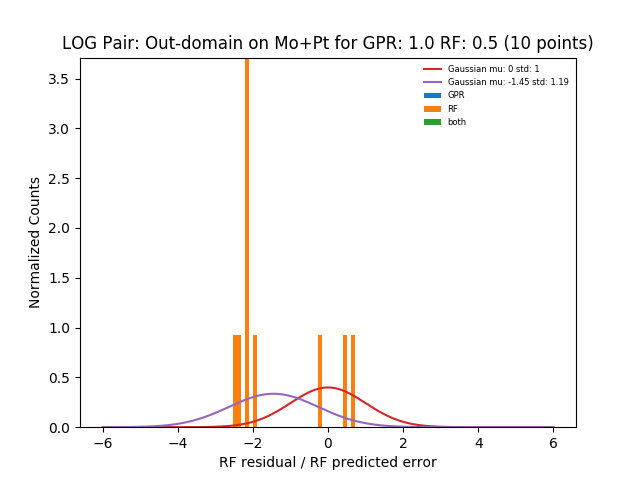 LOG Pair: Out-domain on Mo+Pt for GPR: 1.0 RF: 0.5 (10 points)
Gaussian mu: 0 std: 1
Gaussian mu: -1.45 std: 1.19
GPR
RF
both
Normalized Counts
3.5
3.0
2.5
2.0
1.5
1.0
0.5
0.0
−6 −4 −2 0 2 4 6
RF residual / RF predicted error